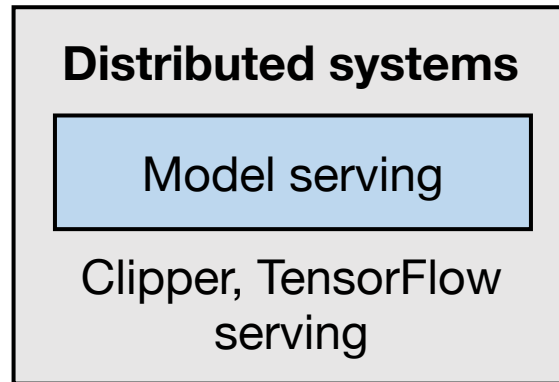 Distributed systems
Model serving
Clipper, TensorFlow
serving